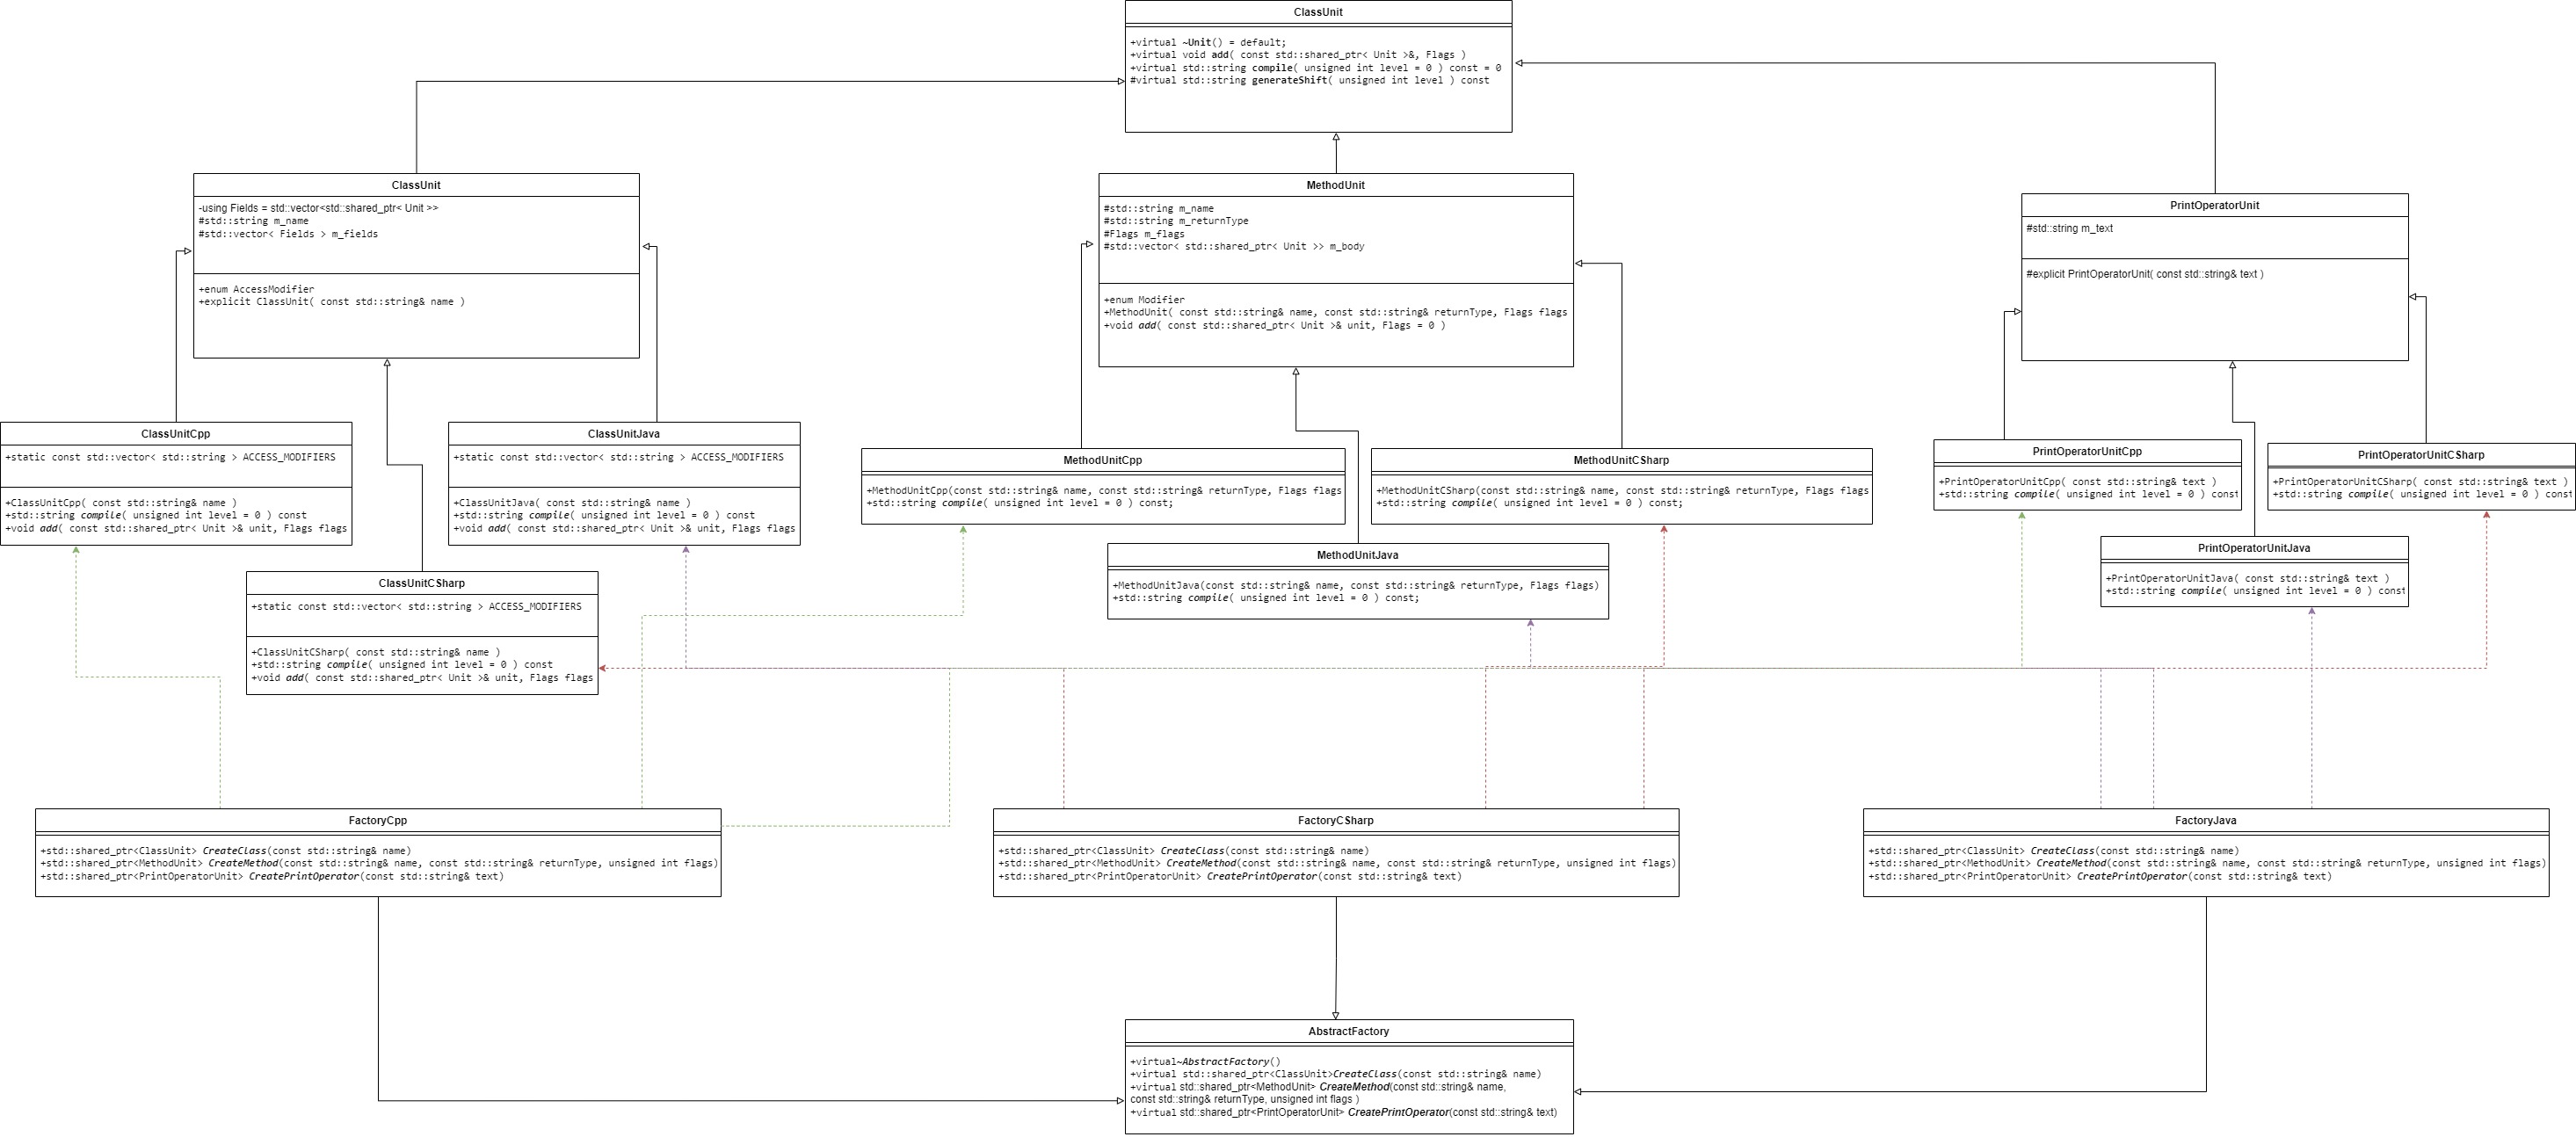 ClassUnit
+virtual ~Unit() = default;
+virtual void add( const std::shared_ptr< Unit >&, Flags )
+virtual std::string compile( unsigned int level = 0 ) const = 0
#virtual std::string generateShift( unsigned int level ) const
ClassUnit
-using Fields = std::vector<std::shared_ptr< Unit >>
#std::string m_name
#std::vector< Fields > m_fields
+enum AccessModifier
+explicit ClassUnit( const std::string& name )
MethodUnit
#std::string m_name
#std::string m_returnType
#Flags m_flags
#std::vector< std::shared_ptr< Unit >> m_body
+enum Modifier
+MethodUnit( const std::string& name, const std::string& returnType, Flags flags
+void add( const std::shared_ptr< Unit >& unit, Flags = 0 )
PrintOperatorUnit
#std::string m_text
#explicit PrintOperatorUnit( const std::string& text )
ClassUnitCpp
+static const std::vector< std::string > ACCESS_MODIFIERS
+ClassUnitCpp( const std::string& name )
+std::string compile( unsigned int level = 0 ) const
+void add( const std::shared_ptr< Unit >& unit, Flags flags
ClassUnitJava
+static const std::vector< std::string > ACCESS_MODIFIERS
+ClassUnitJava( const std::string& name )
+std::string compile( unsigned int level = 0 ) const
+void add( const std::shared_ptr< Unit >& unit, Flags flags
MethodUnitCpp
+MethodUnitCpp(const std::string& name, const std::string& returnType, Flags flags
+std::string compile( unsigned int level = 0 ) const;
MethodUnitCSharp
+MethodUnitCSharp(const std::string& name, const std::string& returnType, Flags flags
+std::string compile( unsigned int level = 0 ) const;
PrintOperatorUnitCpp
+PrintOperatorUnitCpp( const std::string& text )
+std::string compile( unsigned int level = 0 ) const
PrintOperatorUnitCSharp
+PrintOperatorUnitCSharp( const std::string& text )
+std::string compile( unsigned int level = 0 ) const
ClassUnitCSharp
+static const std::vector< std::string > ACCESS_MODIFIERS
+ClassUnitCSharp( const std::string& name )
+std::string compile( unsigned int level = 0 ) const
+void add( const std::shared_ptr< Unit >& unit, Flags flags
MethodUnitJava
+MethodUnitJava(const std::string& name, const std::string& returnType, Flags flags)
+std::string compile( unsigned int level = 0 ) const;
PrintOperatorUnitJava
+PrintOperatorUnitJava( const std::string& text )
+std::string compile( unsigned int level = 0 ) const
FactoryCpp
+std::shared_ptr<ClassUnit> CreateClass(const std::string& name)
+std::shared_ptr<MethodUnit> CreateMethod(const std::string& name, const std::string& returnType, unsigned int flags)
+std::shared_ptr<PrintOperatorUnit> CreatePrintOperator(const std::string& text)
FactoryCSharp
+std::shared_ptr<ClassUnit> CreateClass(const std::string& name)
+std::shared_ptr<MethodUnit> CreateMethod(const std::string& name, const std::string& returnType, unsigned int flags)
+std::shared_ptr<PrintOperatorUnit> CreatePrintOperator(const std::string& text)
FactoryJava
+std::shared_ptr<ClassUnit> CreateClass(const std::string& name)
+std::shared_ptr<MethodUnit> CreateMethod(const std::string& name, const std::string& returnType, unsigned int flags)
+std::shared_ptr<PrintOperatorUnit> CreatePrintOperator(const std::string& text)
AbstractFactory
+virtual~AbstractFactory()
+virtual std::shared_ptr<ClassUnit>CreateClass(const std::string& name)
+virtual std::shared_ptr<MethodUnit> CreateMethod(const std::string& name,
const std::string& returnType, unsigned int flags )
+virtual std::shared_ptr<PrintOperatorUnit> CreatePrintOperator(const std::string& text)